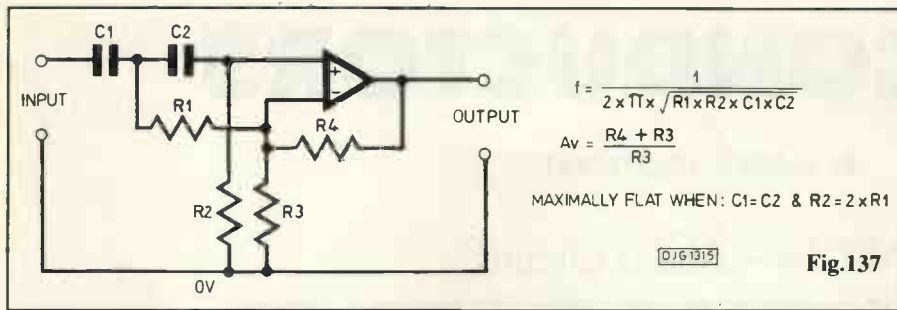 C1 C2
INPUT
R1
R4
OUTPUT
R2 R3
0V
+
-
f = 1 / 2 x π x √R1 x R2 x C1 x C2
Av = R4 + R3 / R3
MAXIMALLY FLAT WHEN: C1=C2 & R2=2 x R1
DJG1315
Fig.137